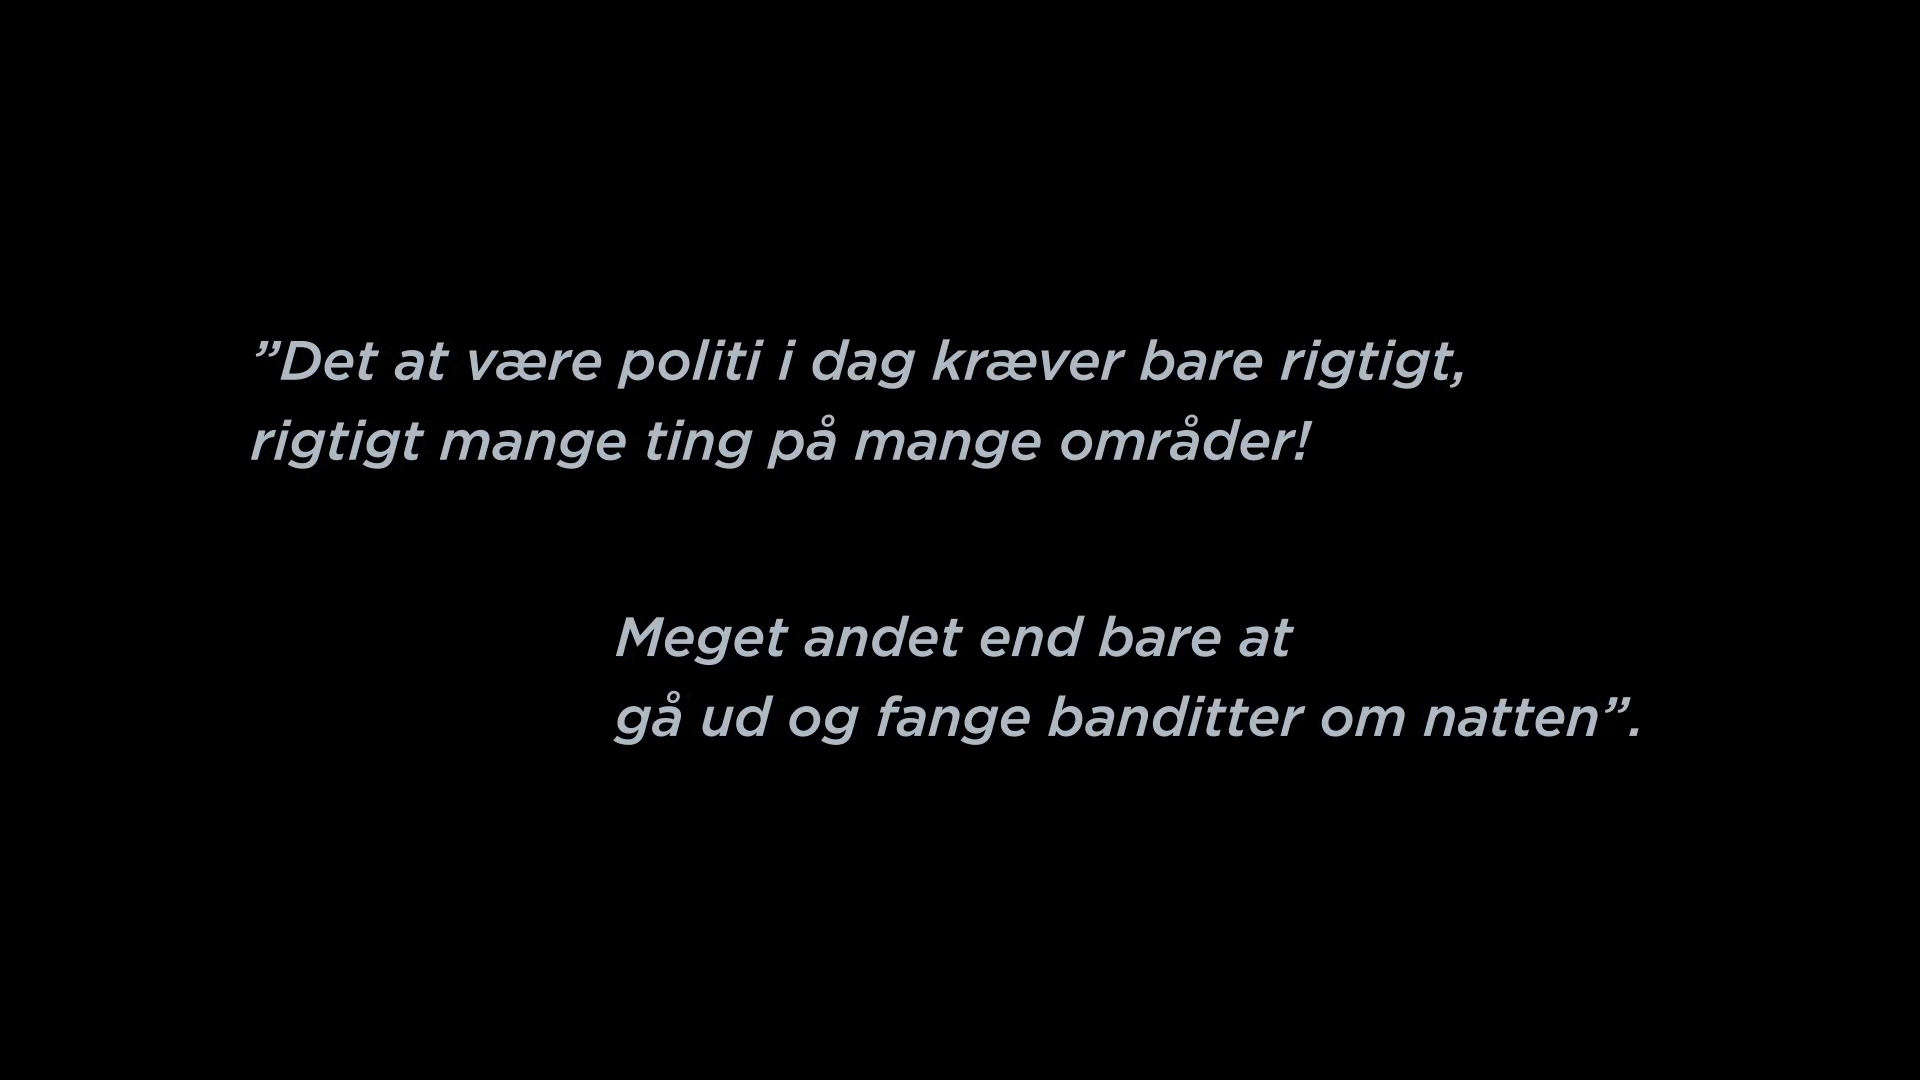 ”Det at være politi i dag kræver bare rigtigt,
rigtigt mange ting på mange områder!
Meget andet end bare at
gå ud og fange banditter om natten”.